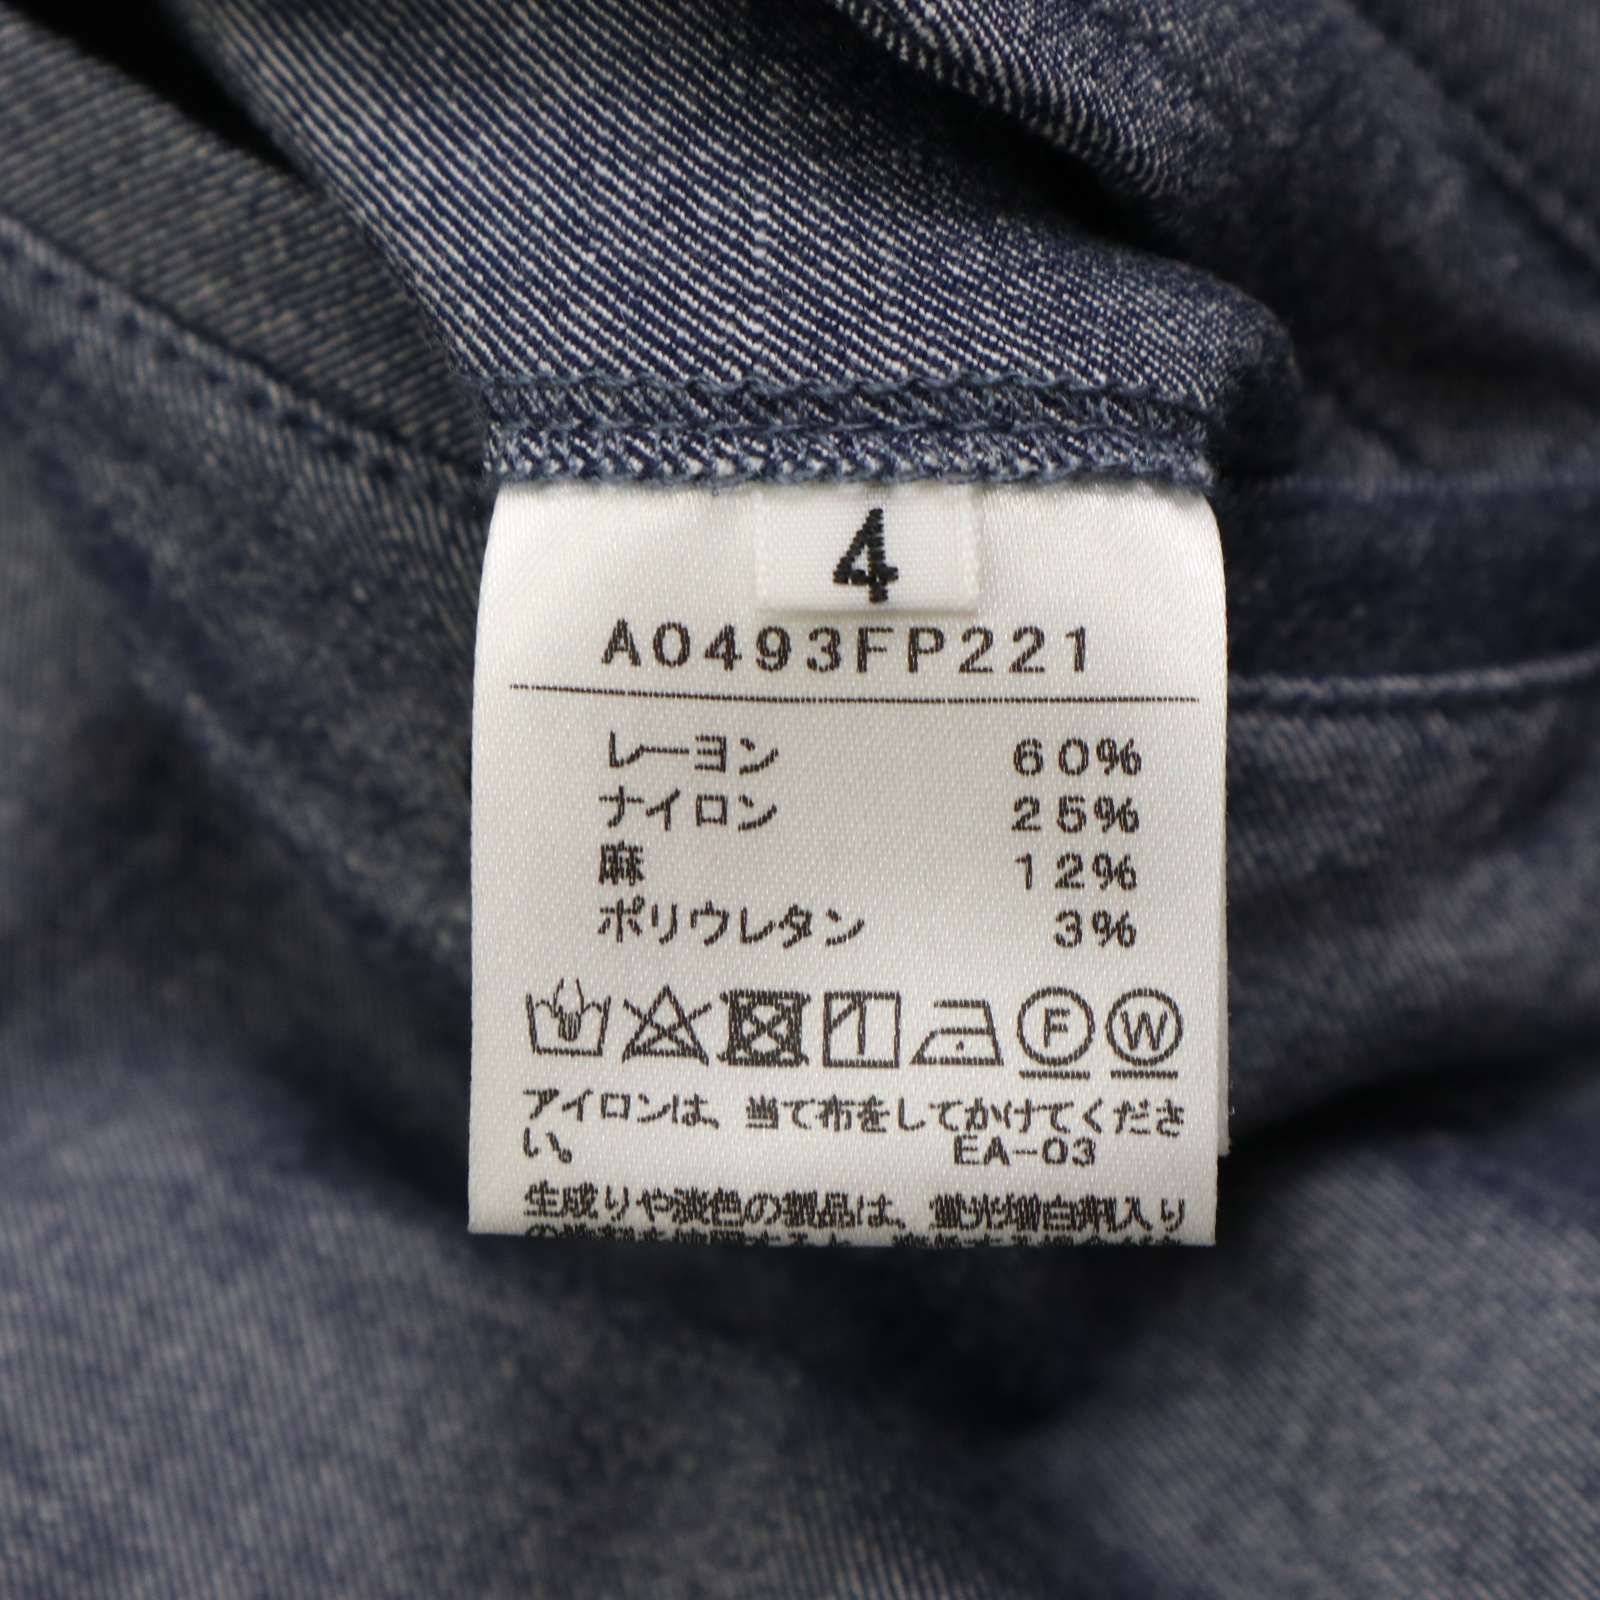 4
A0493FP221
レーヨン 60%
ナイロン 25%
麻 12%
ポリウレタン 3%
F W
アイロンは、当て布をしてかけてくださ
い。 EA-03
生成りや淡色の製品は、蛍光増白剤入り